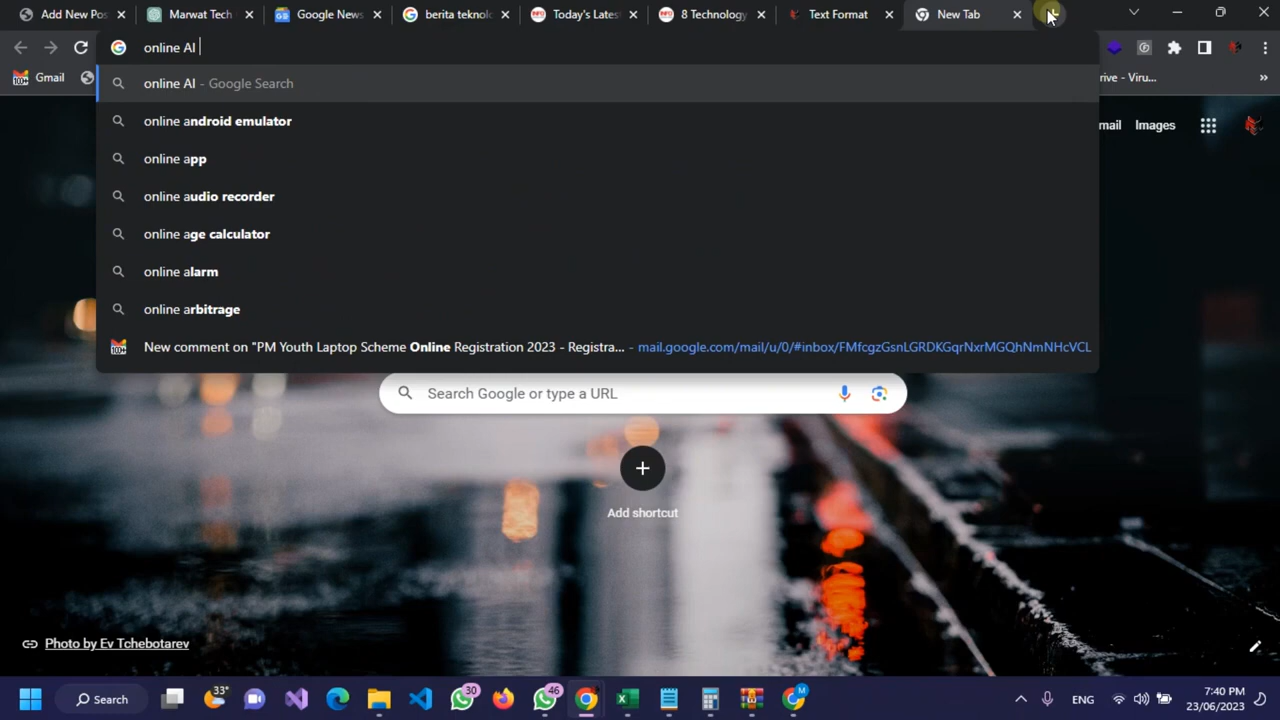 Add New Pos
Marwat Tech
Google News
berita teknolo
Today's Latest
8 Technology
Text Format
New Tab
online AI
Gmail
rive - Viru...
»
online AI - Google Search
online android emulator
online app
online audio recorder
online age calculator
online alarm
online arbitrage
100+ New comment on "PM Youth Laptop Scheme Online Registration 2023 - Registra... - mail.google.com/mail/u/0/#inbox/FMfcgzGsnLGRDKGqrNxrMGQhNmNHcVCL
mail Images
Search Google or type a URL
Add shortcut
Photo by Ev Tchebotarev
Search
33°
30
46
M
ENG
7:40 PM
23/06/2023